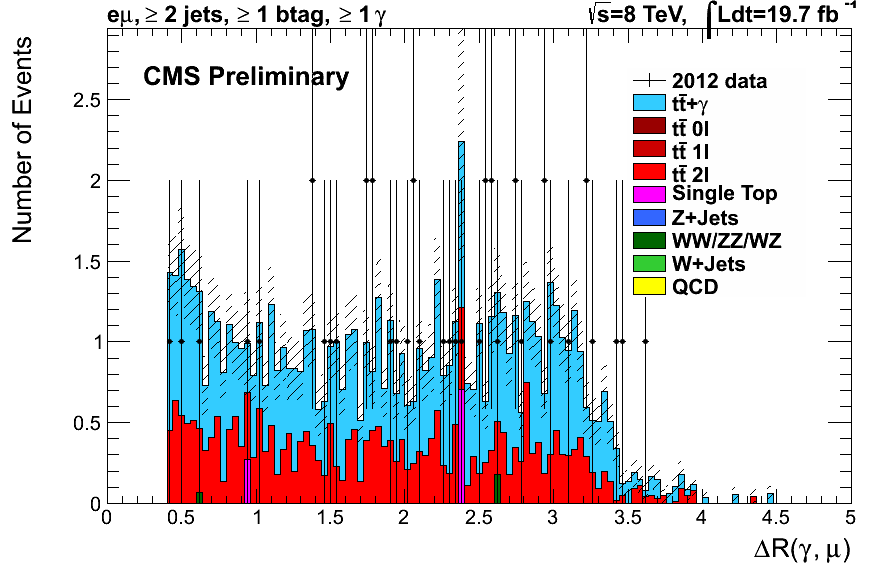 eμ, ≥ 2 jets, ≥ 1 btag, ≥ 1 γ
√s=8 TeV, ∫Ldt=19.7 fb⁻¹
CMS Preliminary
Number of Events
2012 data
tt̄+γ
tt̄ 0l
tt̄ 1l
tt̄ 2l
Single Top
Z+Jets
WW/ZZ/WZ
W+Jets
QCD
2.5
2
1.5
1
0.5
0
0 0.5 1 1.5 2 2.5 3 3.5 4 4.5 5
ΔR(γ, μ)